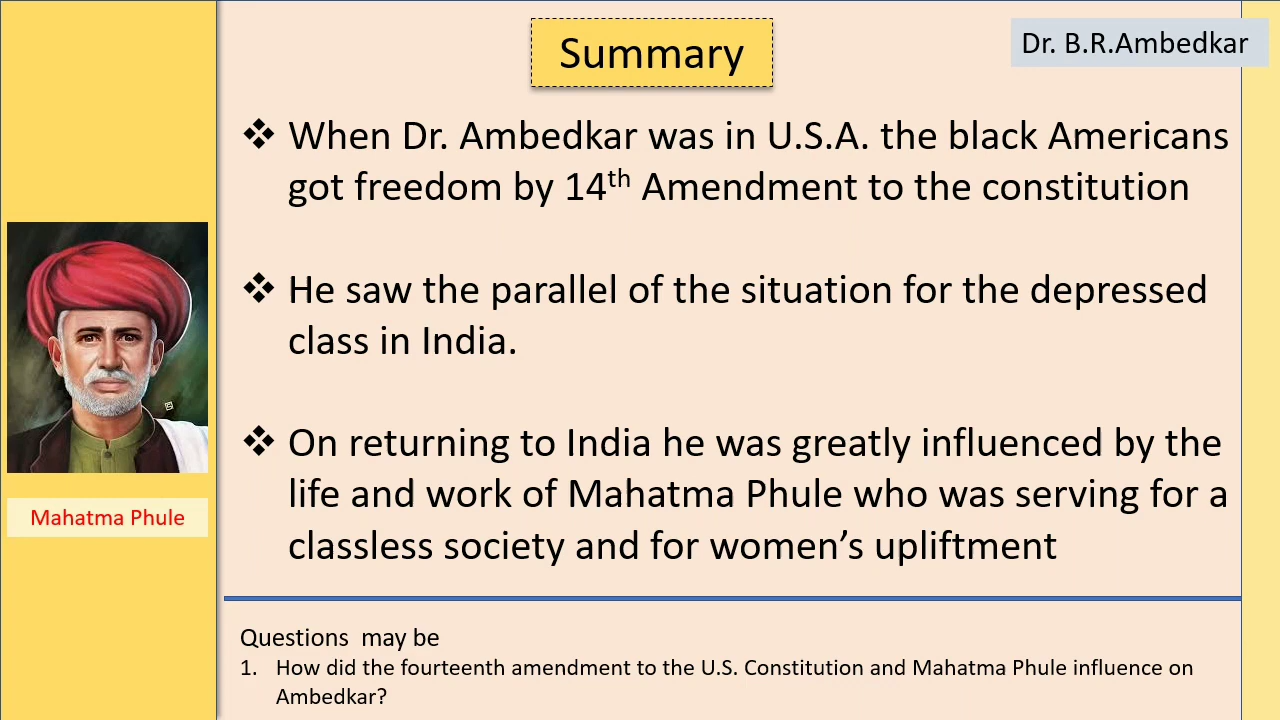 Summary
Dr. B.R.Ambedkar
❖ When Dr. Ambedkar was in U.S.A. the black Americans
got freedom by 14th Amendment to the constitution
❖ He saw the parallel of the situation for the depressed
class in India.
❖ On returning to India he was greatly influenced by the
life and work of Mahatma Phule who was serving for a
classless society and for women’s upliftment
Mahatma Phule
Questions may be
1. How did the fourteenth amendment to the U.S. Constitution and Mahatma Phule influence on
Ambedkar?